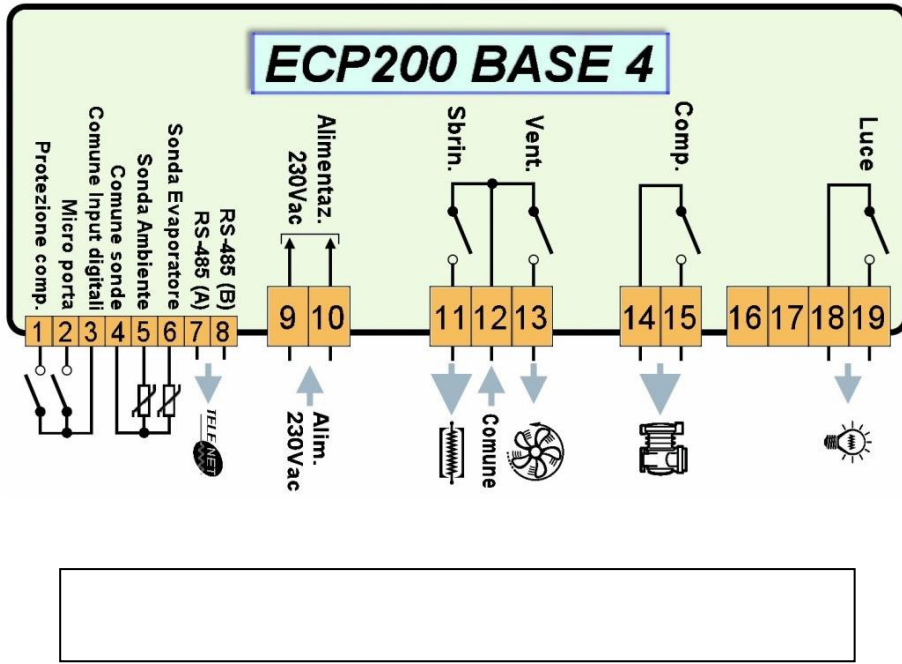 ECP200 BASE 4
Protezione comp.
Micro porta
Comune Input digitali
Comune sonde
Sonda Ambiente
Sonda Evaporatore
RS-485 (A)
RS-485 (B)
Alimentaz.
230Vac
Sbrin.
Vent.
Comp.
Luce
1 2 3 4 5 6 7 8
9 10
11 12 13
14 15
16 17 18 19
TELENET
Alim.
230Vac
Comune